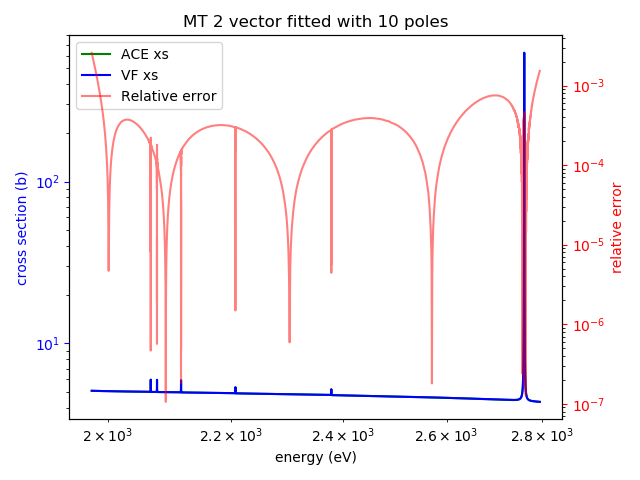 MT 2 vector fitted with 10 poles
ACE xs
VF xs
Relative error
cross section (b)
10²
10¹
relative error
10⁻³
10⁻⁴
10⁻⁵
10⁻⁶
10⁻⁷
2 × 10³ 2.2 × 10³ 2.4 × 10³ 2.6 × 10³ 2.8 × 10³
energy (eV)